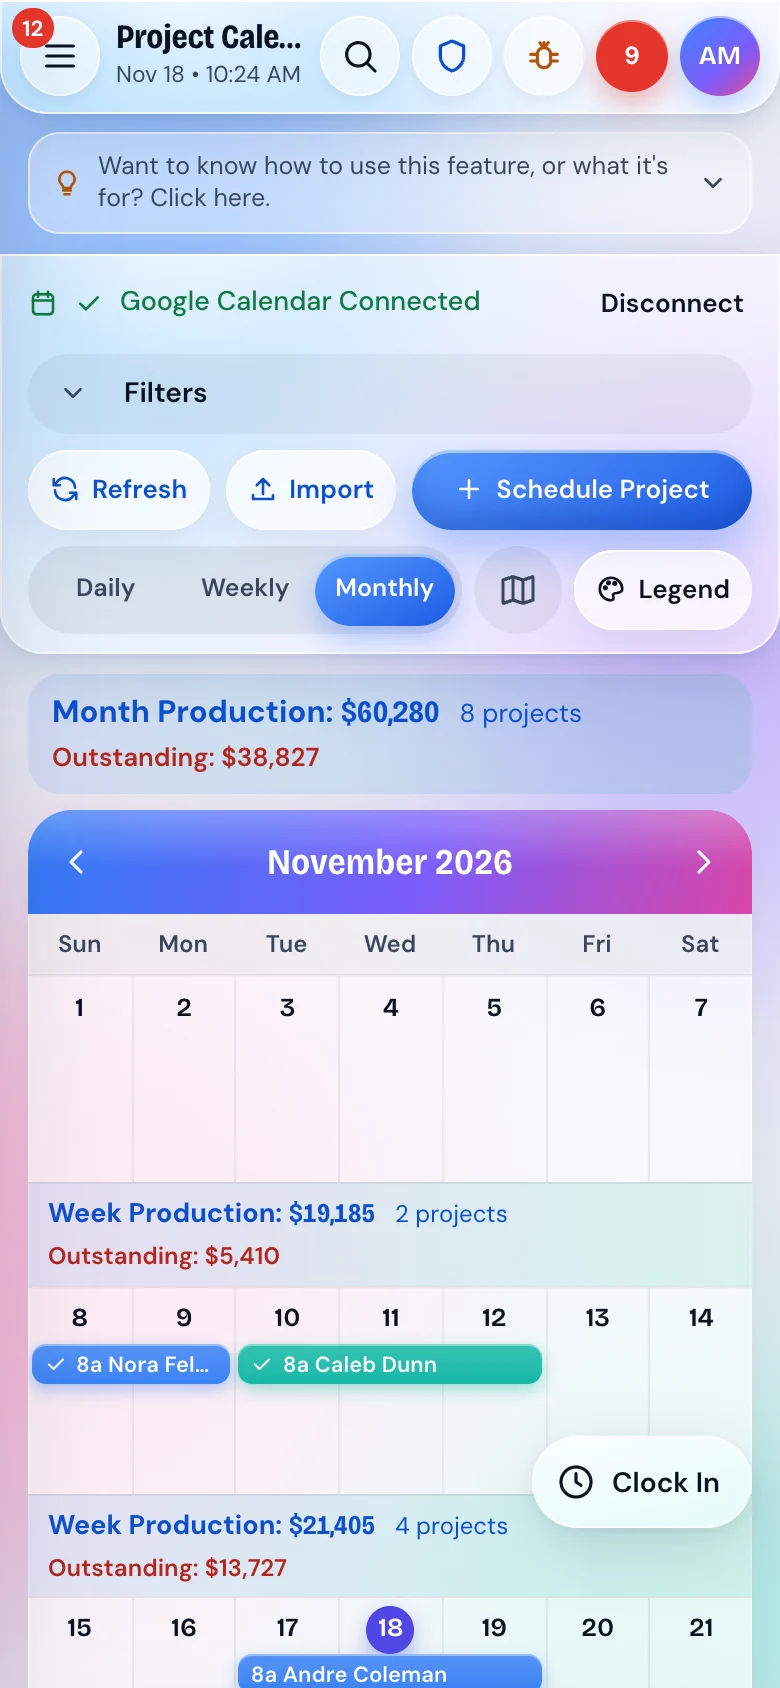 12
Project Cale...
Nov 18 • 10:24 AM
9
AM
Want to know how to use this feature, or what it's
for? Click here.
Google Calendar Connected
Disconnect
Filters
Refresh
Import
Schedule Project
Daily
Weekly
Monthly
Legend
Month Production: $60,280 8 projects
Outstanding: $38,827
November 2026
Sun Mon Tue Wed Thu Fri Sat
1 2 3 4 5 6 7
Week Production: $19,185 2 projects
Outstanding: $5,410
8 9 10 11 12 13 14
8a Nora Fel...
8a Caleb Dunn
Clock In
Week Production: $21,405 4 projects
Outstanding: $13,727
15 16 17 18 19 20 21
8a Andre Coleman